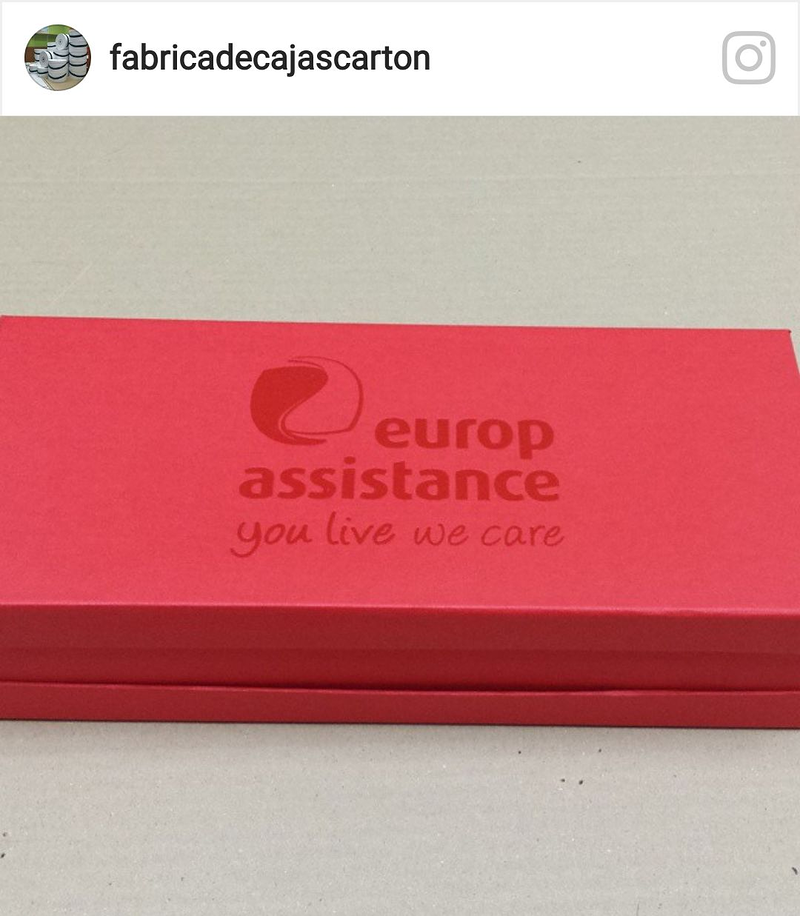 fabricadecajascarton
europ
assistance
you live we care